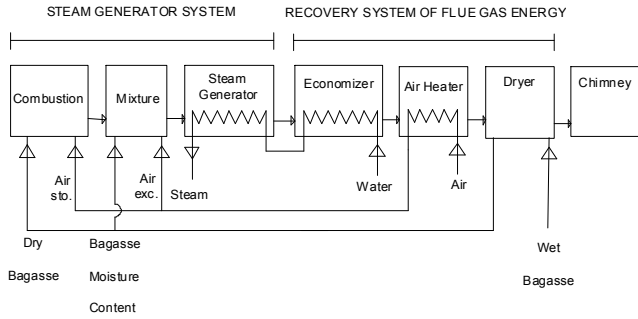 STEAM GENERATOR SYSTEM
RECOVERY SYSTEM OF FLUE GAS ENERGY
Combustion
Mixture
Steam
Generator
Economizer
Air Heater
Dryer
Chimney
Air
sto.
Air
exc.
Steam
Water
Air
Dry
Bagasse
Bagasse
Moisture
Content
Wet
Bagasse